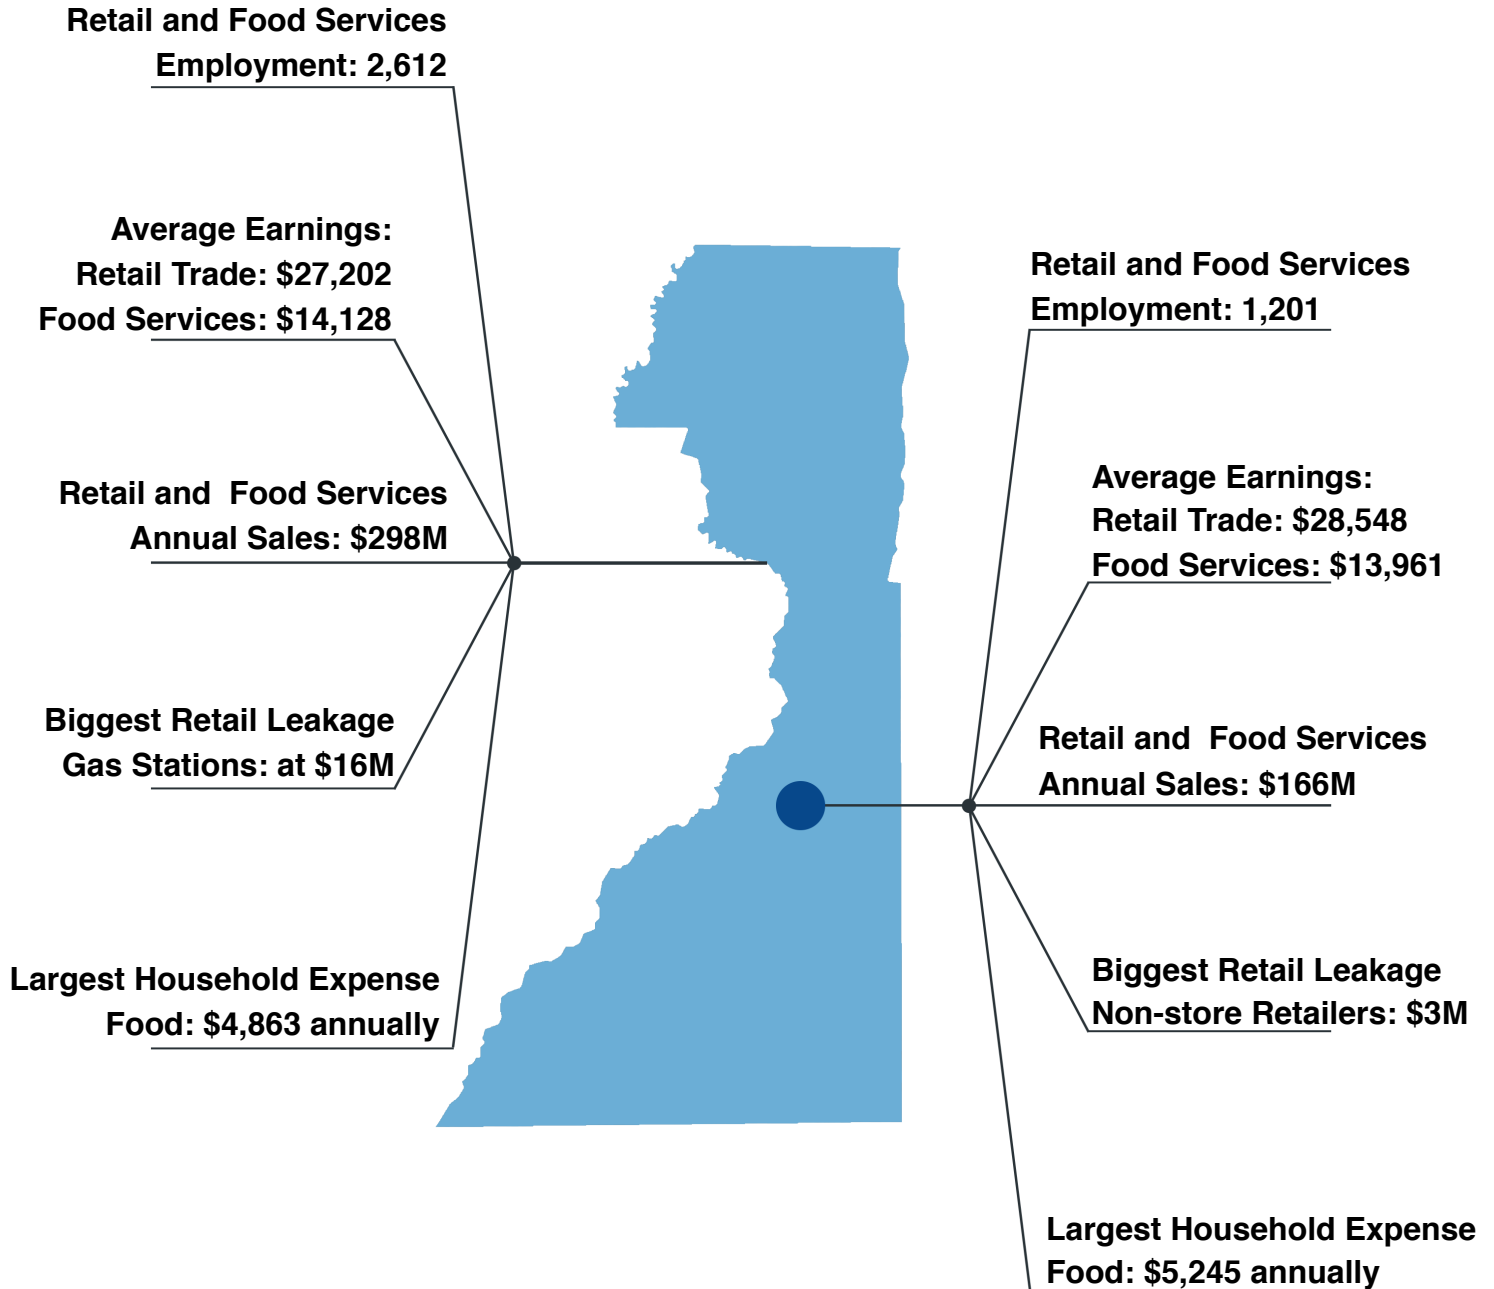 Retail and Food Services
Employment: 2,612
Average Earnings:
Retail Trade: $27,202
Food Services: $14,128
Retail and  Food Services
Annual Sales: $298M
Biggest Retail Leakage
Gas Stations: at $16M
Largest Household Expense
Food: $4,863 annually
Retail and Food Services
Employment: 1,201
Average Earnings:
Retail Trade: $28,548
Food Services: $13,961
Retail and  Food Services
Annual Sales: $166M
Biggest Retail Leakage
Non-store Retailers: $3M
Largest Household Expense
Food: $5,245 annually